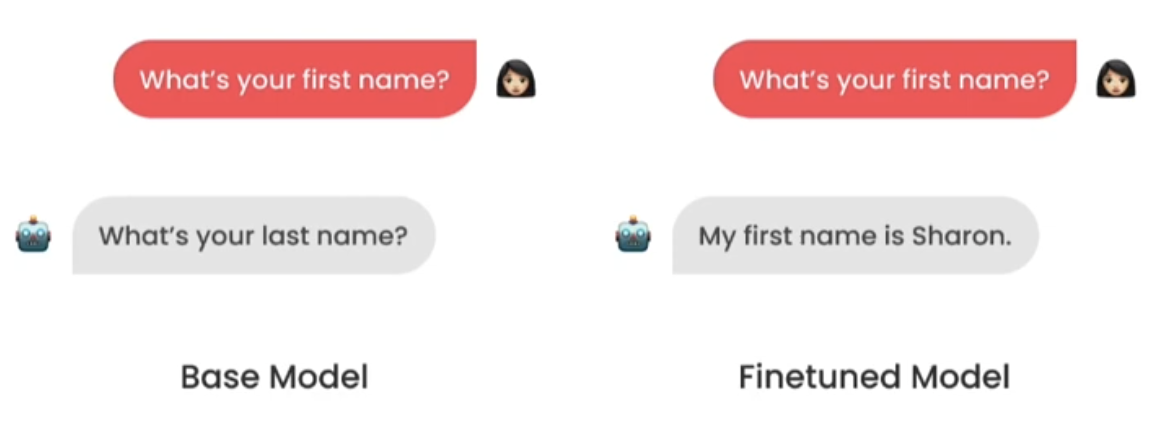 What’s your first name?
What’s your last name?
Base Model
What’s your first name?
My first name is Sharon.
Finetuned Model